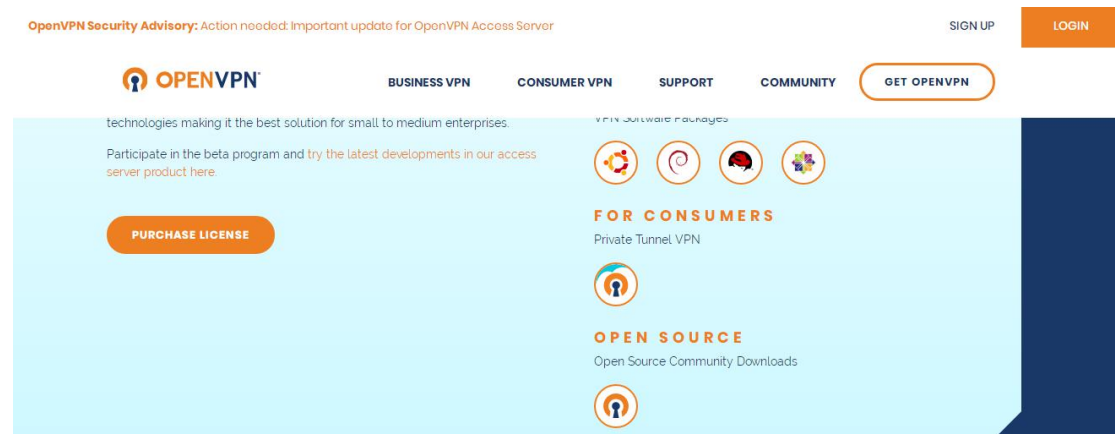 OpenVPN Security Advisory: Action needed: Important update for OpenVPN Access Server
SIGN UP
LOGIN
OPENVPN
BUSINESS VPN
CONSUMER VPN
SUPPORT
COMMUNITY
GET OPENVPN
technologies making it the best solution for small to medium enterprises.
Participate in the beta program and try the latest developments in our access
server product here.
PURCHASE LICENSE
VPN Software Packages
FOR CONSUMERS
Private Tunnel VPN
OPEN SOURCE
Open Source Community Downloads